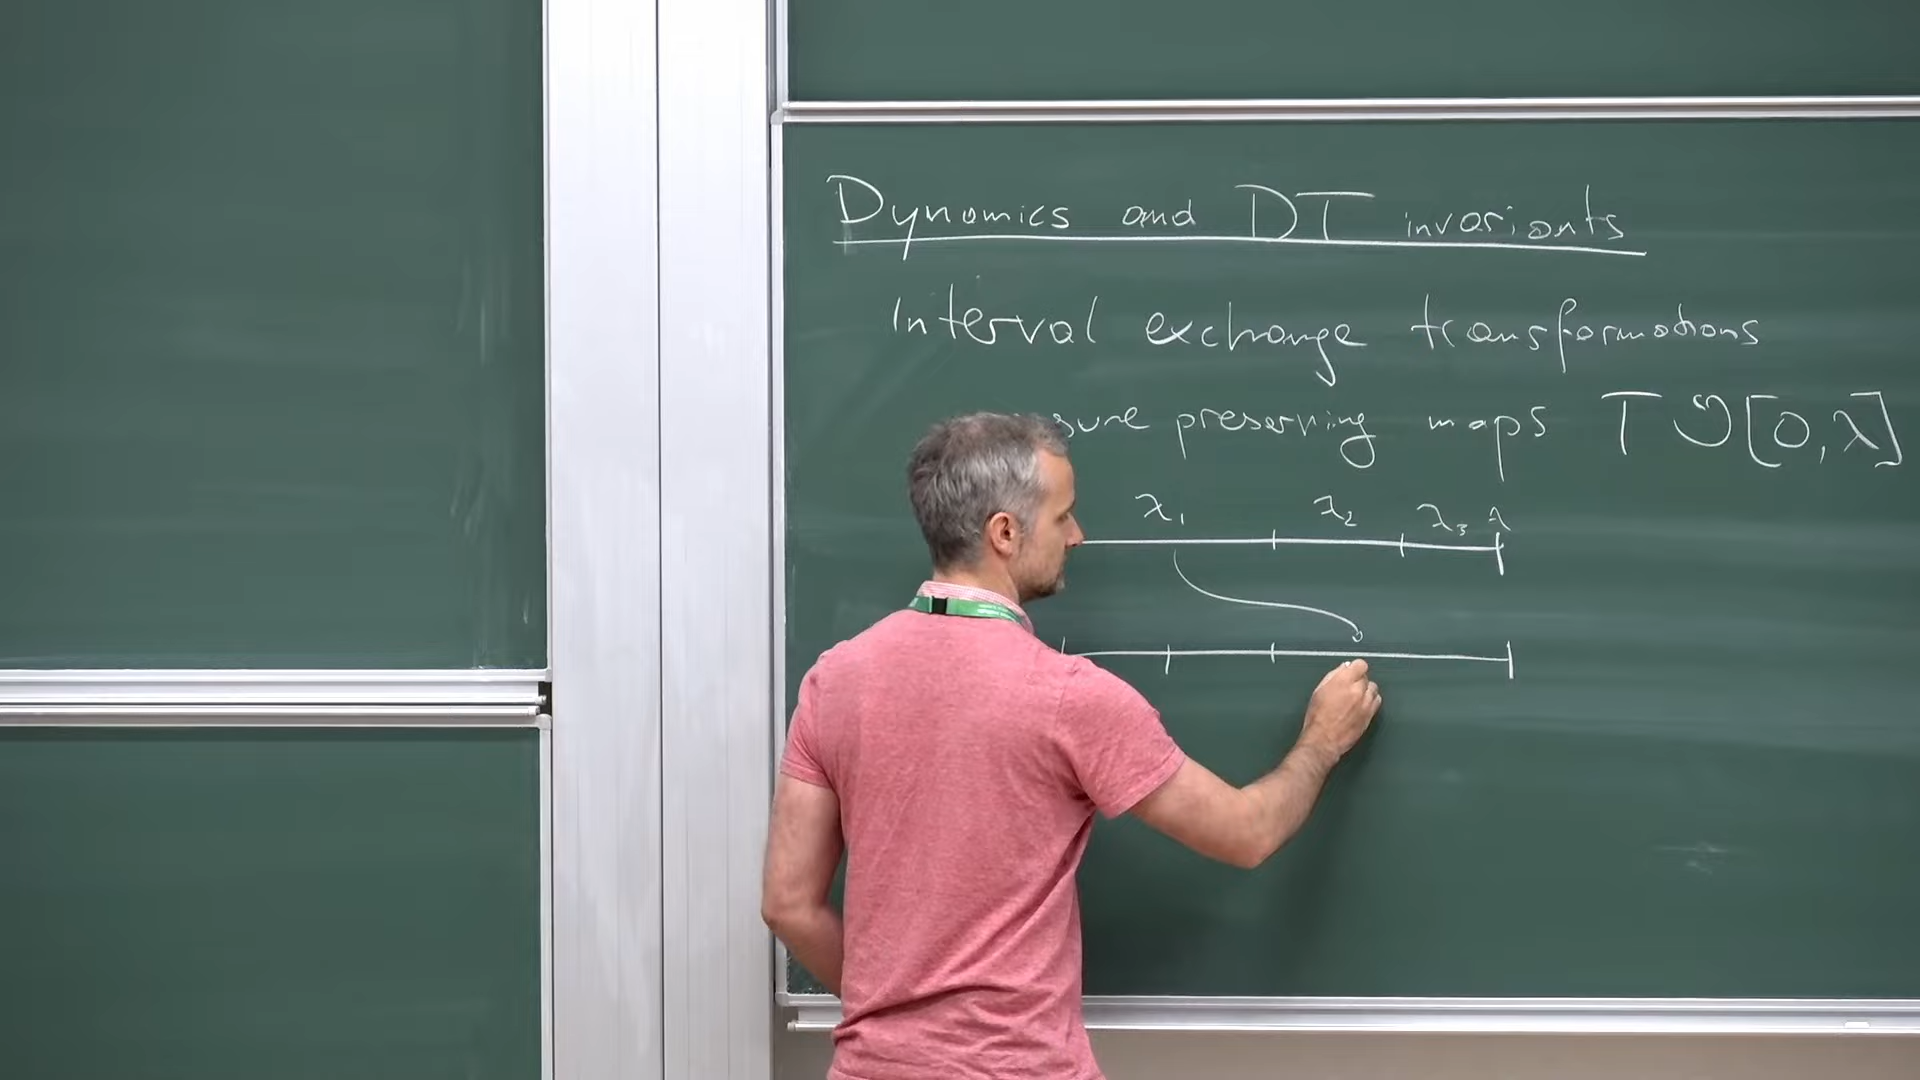 Dynamics and DT invariants
Interval exchange transformations
sure preserving maps T ↻ [0, λ]
λ₁ λ₂ λ₃ λ